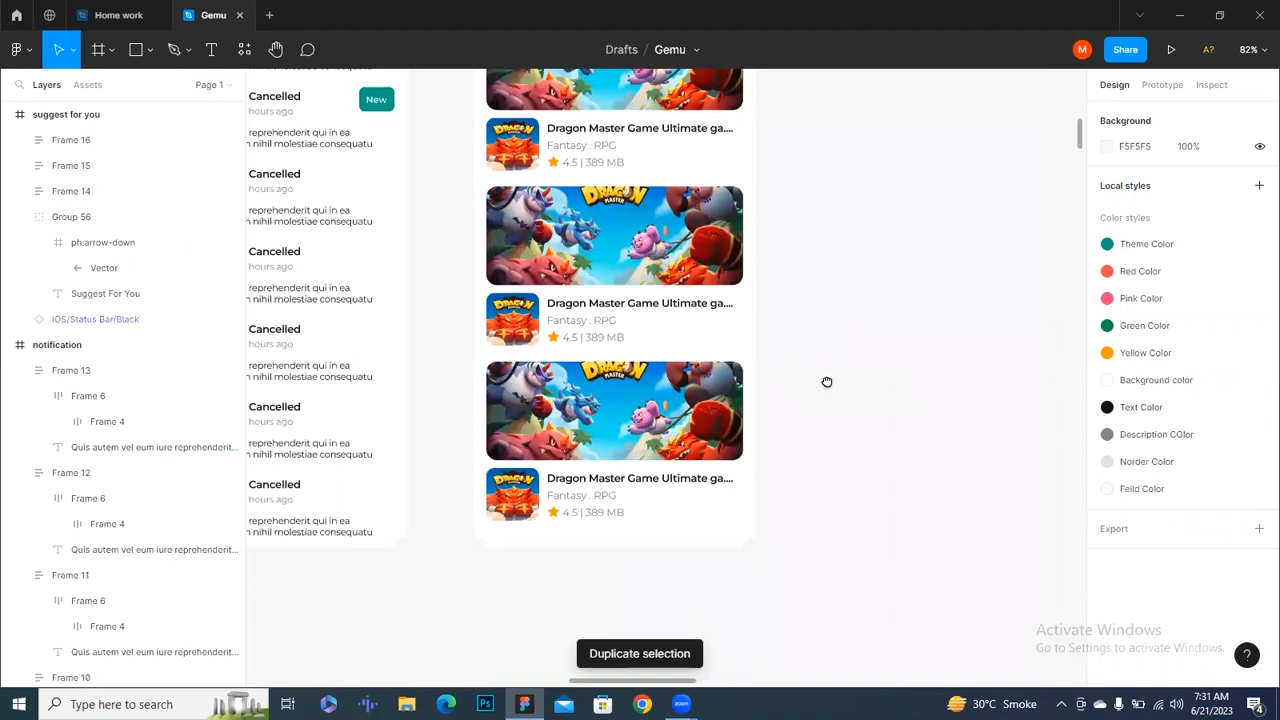 Home work
Gemu
Drafts / Gemu
M
Share
A?
82%
Layers
Assets
Page 1
suggest for you
Frame 16
Frame 15
Frame 14
Group 56
ph:arrow-down
Vector
Suggest For You
iOS/Status Bar/Black
notification
Frame 13
Frame 6
Frame 4
Quis autem vel eum iure reprehenderit...
Frame 12
Frame 6
Frame 4
Quis autem vel eum iure reprehenderit...
Frame 11
Frame 6
Frame 4
Quis autem vel eum iure reprehenderit...
Frame 10
Cancelled
New
hours ago
reprehenderit qui in ea
nihil molestiae consequatu
Cancelled
hours ago
reprehenderit qui in ea
nihil molestiae consequatu
Cancelled
hours ago
reprehenderit qui in ea
nihil molestiae consequatu
Cancelled
hours ago
reprehenderit qui in ea
nihil molestiae consequatu
Cancelled
hours ago
reprehenderit qui in ea
nihil molestiae consequatu
Cancelled
hours ago
reprehenderit qui in ea
nihil molestiae consequatu
DRAGON
Dragon Master Game Ultimate ga....
Fantasy . RPG
4.5 | 389 MB
DRAGON
MASTER
DRAGON
Dragon Master Game Ultimate ga....
Fantasy . RPG
4.5 | 389 MB
DRAGON
MASTER
DRAGON
Dragon Master Game Ultimate ga....
Fantasy . RPG
4.5 | 389 MB
Duplicate selection
Design
Prototype
Inspect
Background
F5F5F5
100%
Local styles
Color styles
Theme Color
Red Color
Pink Color
Green Color
Yellow Color
Background color
Text Color
Description COlor
Norder Color
Feild Color
Export
Activate Windows
Go to Settings to activate Windows.
?
Type here to search
Ps
zoom
30°C Smoke
7:31 AM
6/21/2023